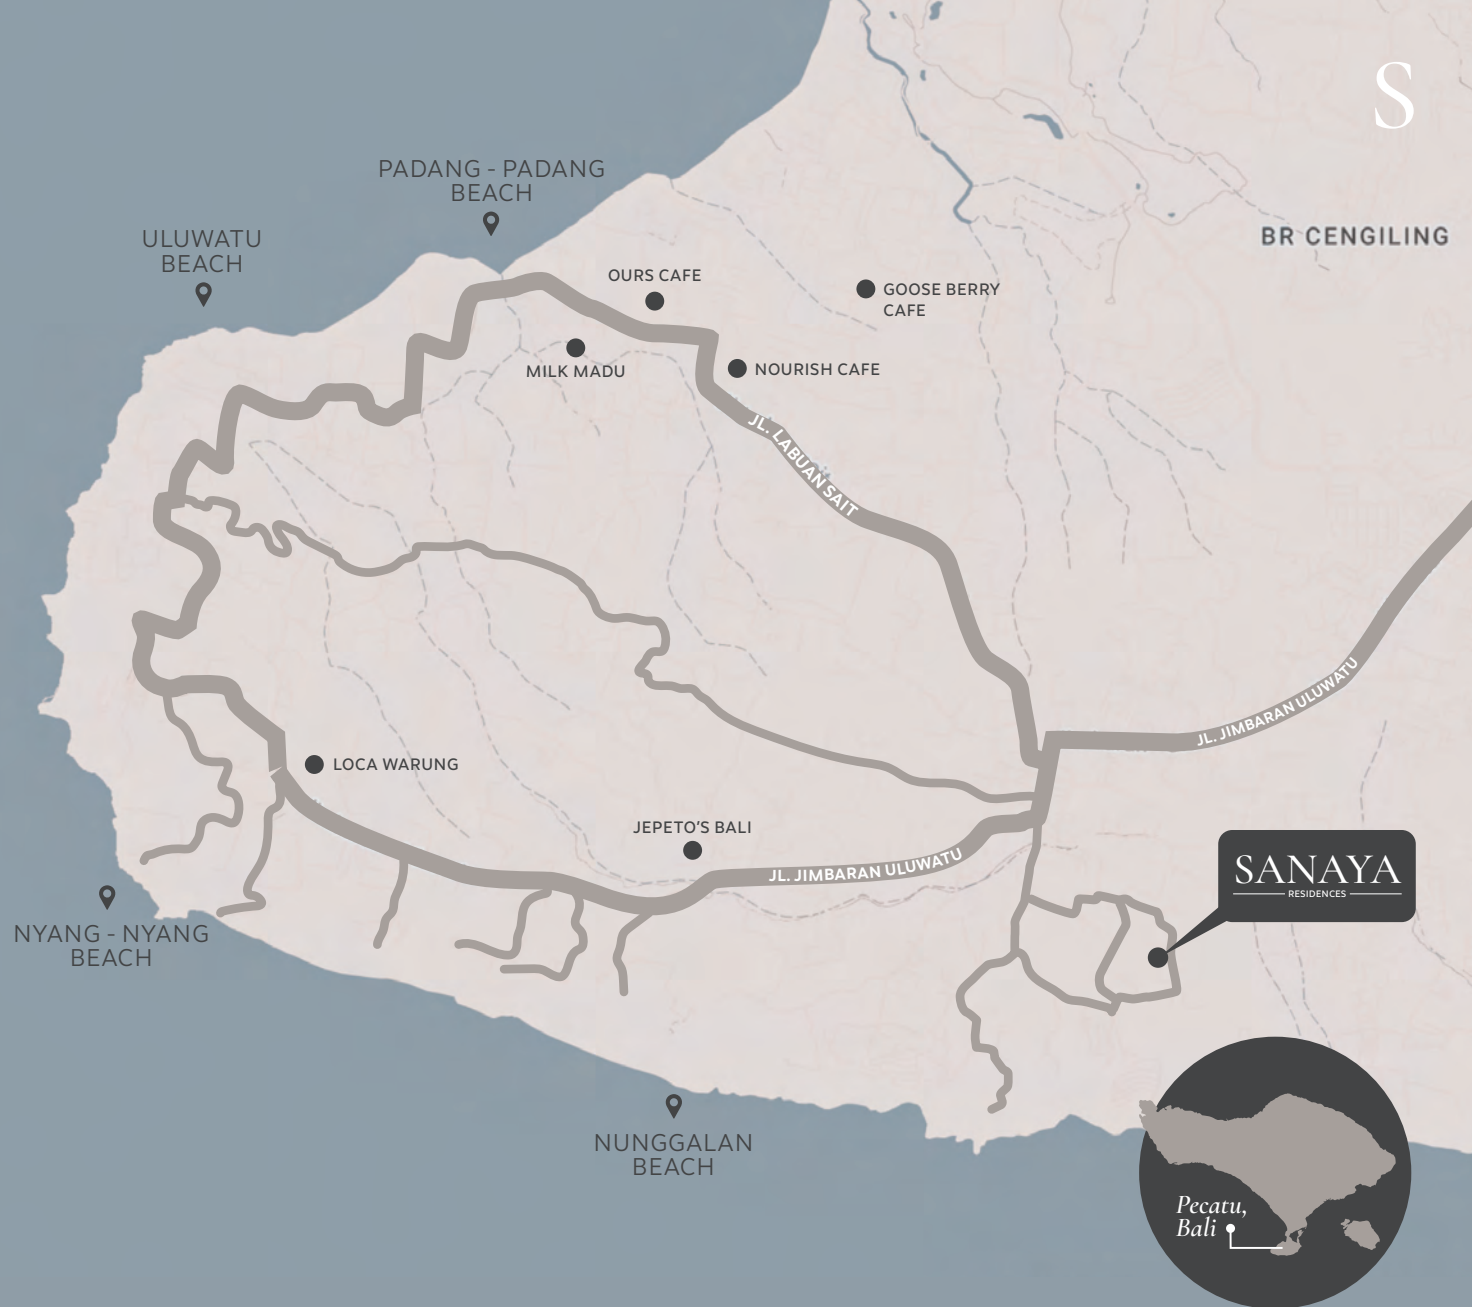 S
PADANG - PADANG
BEACH
ULUWATU
BEACH
BR CENGILING
OURS CAFE
GOOSE BERRY
CAFE
MILK MADU
NOURISH CAFE
JL. LABUAN SAIT
JL. JIMBARAN ULUWATU
LOCA WARUNG
JEPETO'S BALI
JL. JIMBARAN ULUWATU
SANAYA
RESIDENCES
NYANG - NYANG
BEACH
NUNGGALAN
BEACH
Pecatu,
Bali